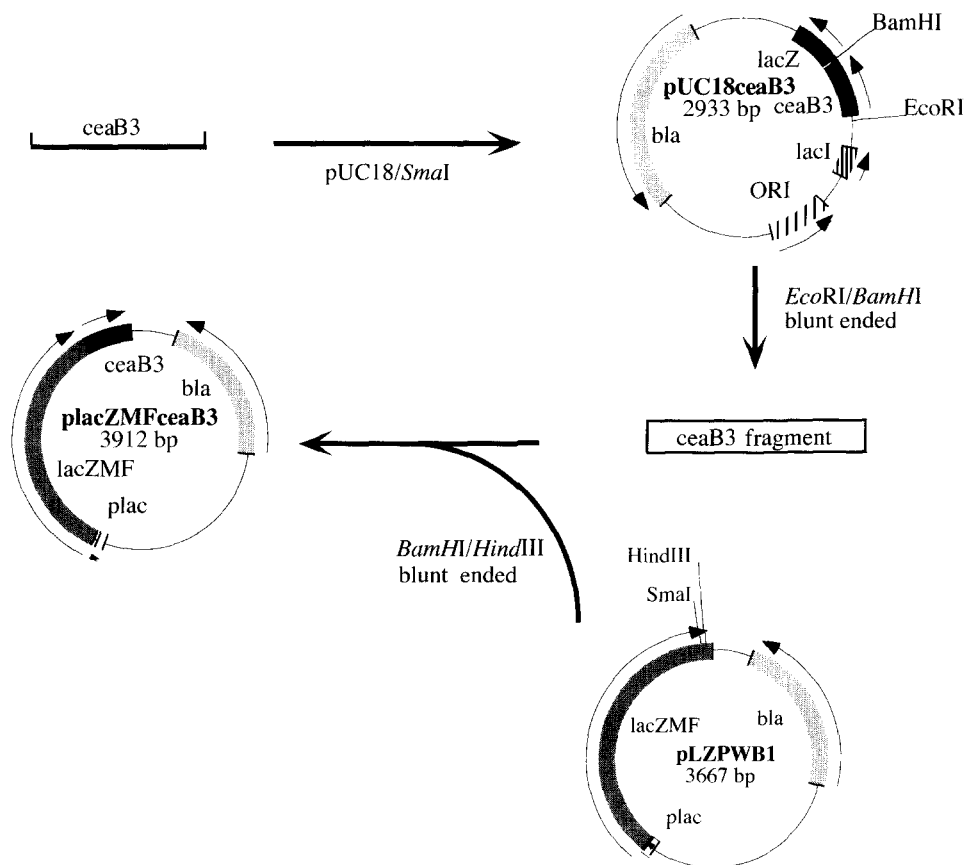 ceaB3
pUC18/SmaI
BamHI
lacZ
pUC18ceaB3
2933 bp
ceaB3
EcoRI
bla
lacI
ORI
EcoRI/BamHI
blunt ended
ceaB3
bla
placZMFceaB3
3912 bp
lacZMF
plac
ceaB3 fragment
BamHI/HindIII
blunt ended
HindIII
SmaI
lacZMF
bla
pLZPWB1
3667 bp
plac